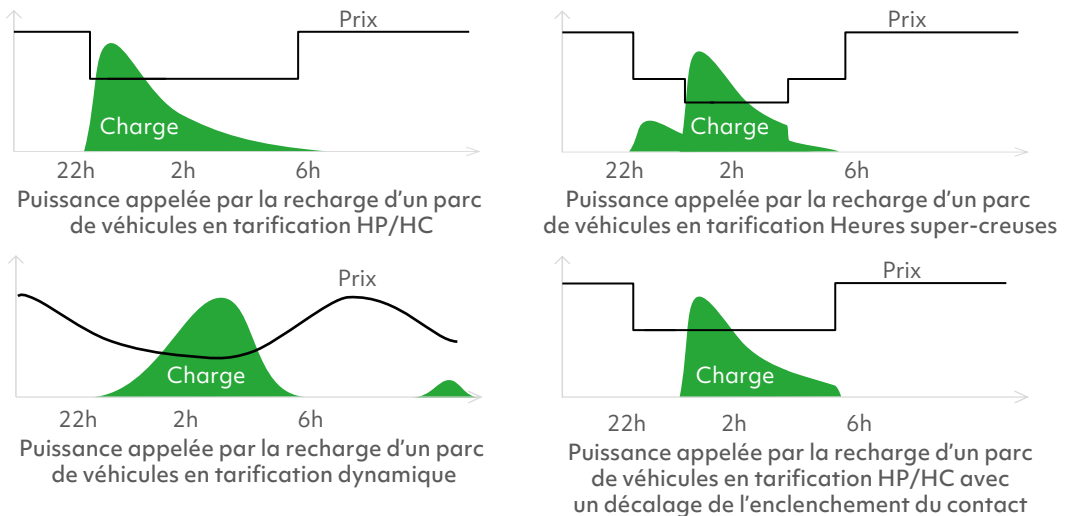 Prix
Charge
22h 2h 6h
Puissance appelée par la recharge d'un parc
de véhicules en tarification HP/HC
Prix
Charge
22h 2h 6h
Puissance appelée par la recharge d'un parc
de véhicules en tarification Heures super-creuses
Prix
Charge
22h 2h 6h
Puissance appelée par la recharge d'un parc
de véhicules en tarification dynamique
Prix
Charge
22h 2h 6h
Puissance appelée par la recharge d'un parc
de véhicules en tarification HP/HC avec
un décalage de l'enclenchement du contact